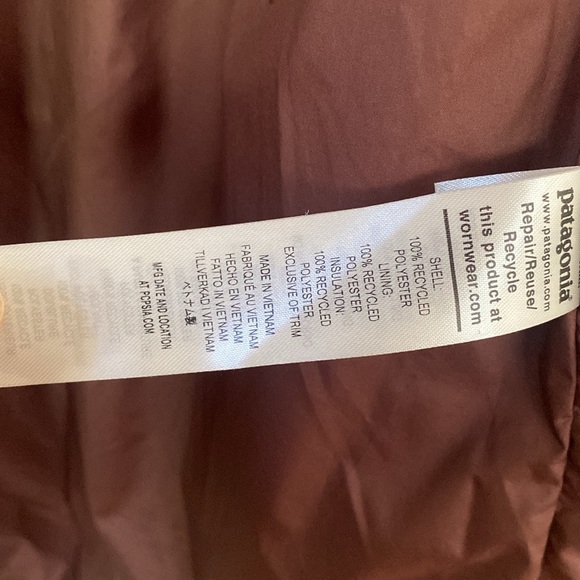 patagonia®
www.patagonia.com
Repair/Reuse/
Recycle
this product at
wornwear.com
SHELL:
100% RECYCLED
POLYESTER
LINING:
100% RECYCLED
POLYESTER
INSULATION:
100% RECYCLED
POLYESTER
EXCLUSIVE OF TRIM
MADE IN VIETNAM
FABRIQUE AU VIETNAM
HECHO EN VIETNAM
FATTO IN VIETNAM
TILLVERKAD I VIETNAM
ベトナム製
MFG DATE AND LOCATION
AT PCPSIA.COM